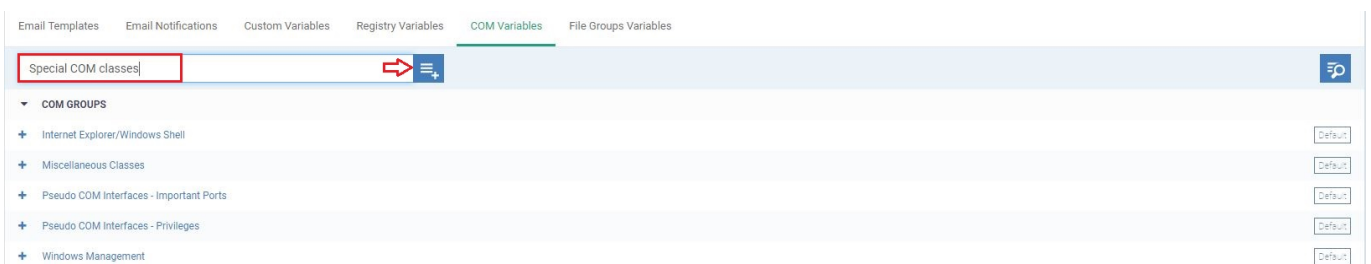 Email Templates Email Notifications Custom Variables Registry Variables COM Variables File Groups Variables
Special COM classes
COM GROUPS
Internet Explorer/Windows Shell Default
Miscellaneous Classes Default
Pseudo COM Interfaces - Important Ports Default
Pseudo COM Interfaces - Privileges Default
Windows Management Default